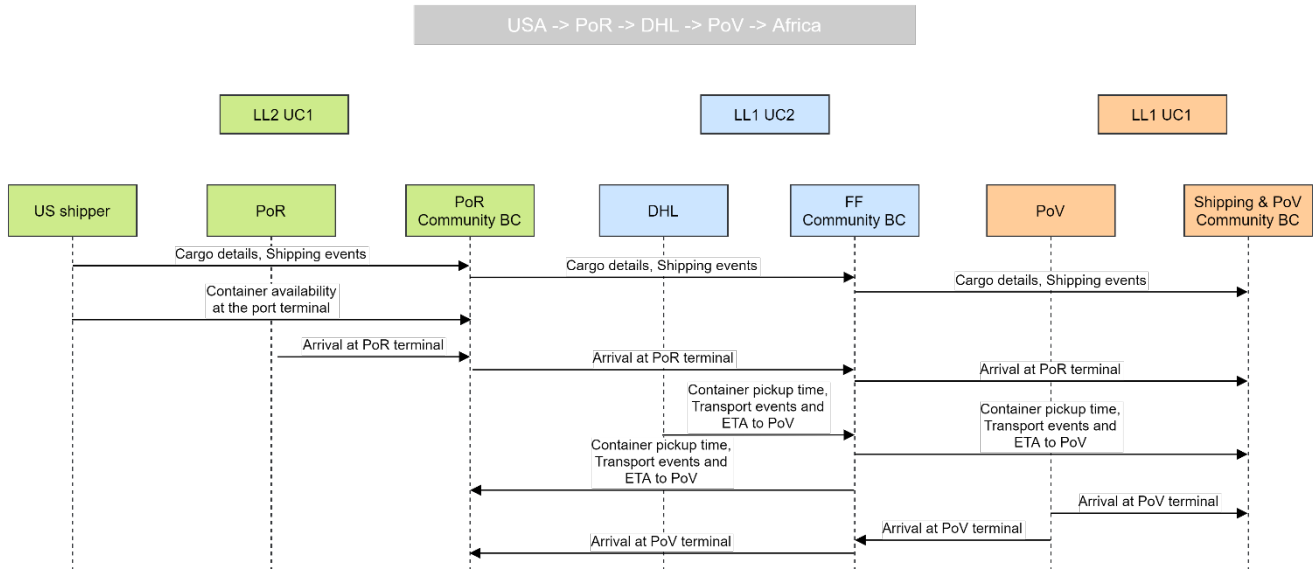 USA -> PoR -> DHL -> PoV -> Africa
LL2 UC1
LL1 UC2
LL1 UC1
US shipper
PoR
PoR
Community BC
DHL
FF
Community BC
PoV
Shipping & PoV
Community BC
Cargo details, Shipping events
Cargo details, Shipping events
Cargo details, Shipping events
Container availability
at the port terminal
Arrival at PoR terminal
Arrival at PoR terminal
Arrival at PoR terminal
Container pickup time,
Transport events and
ETA to PoV
Container pickup time,
Transport events and
ETA to PoV
Container pickup time,
Transport events and
ETA to PoV
Arrival at PoV terminal
Arrival at PoV terminal
Arrival at PoV terminal